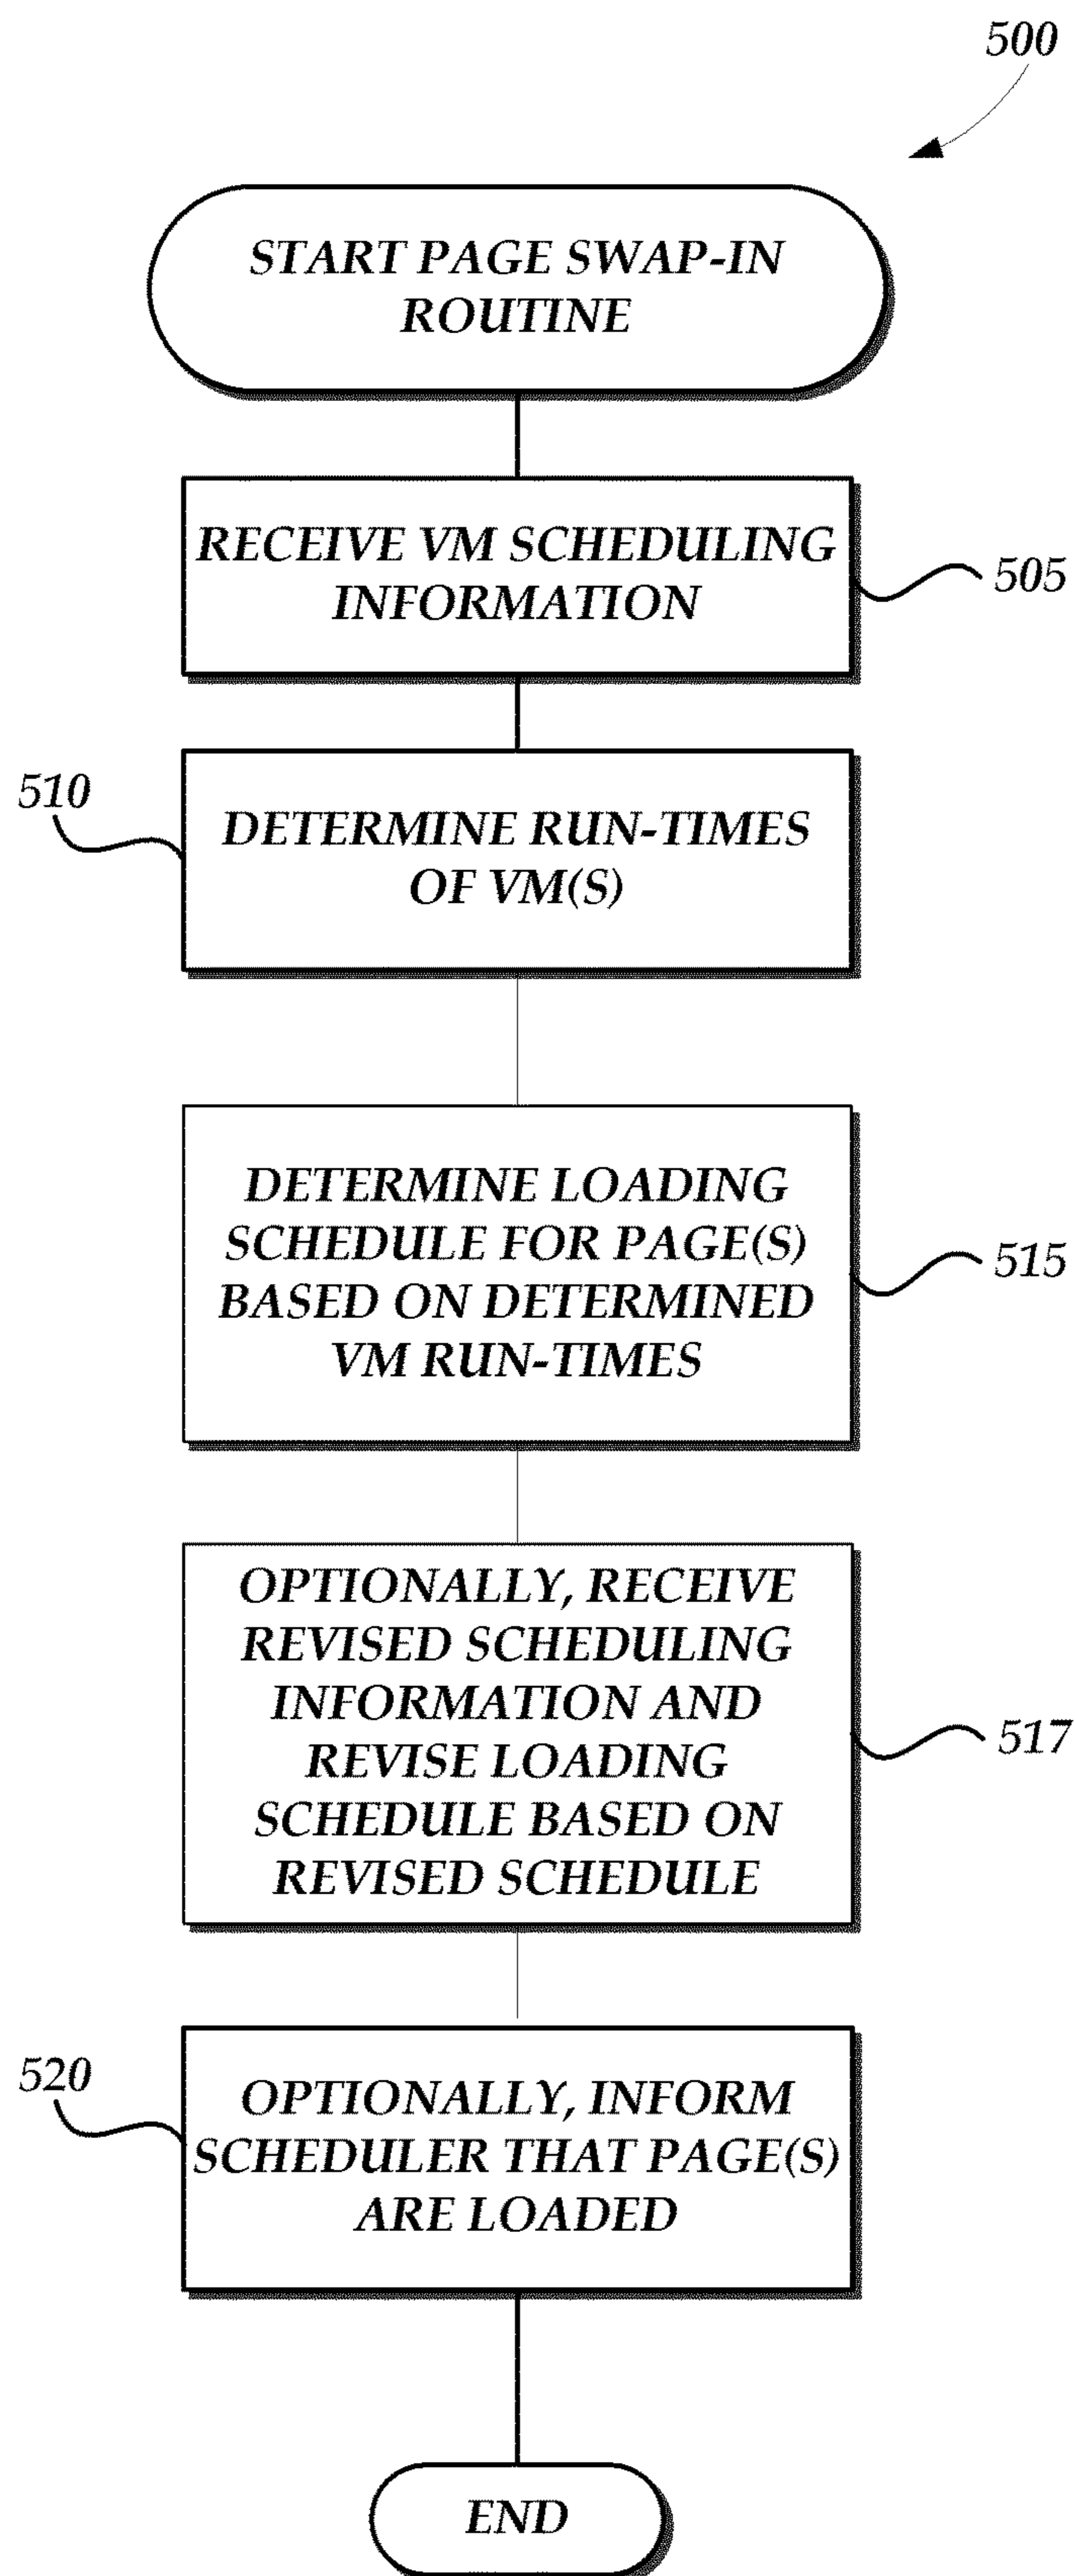 500
START PAGE SWAP-IN
ROUTINE
RECEIVE VM SCHEDULING
INFORMATION
505
510
DETERMINE RUN-TIMES
OF VM(S)
DETERMINE LOADING
SCHEDULE FOR PAGE(S)
BASED ON DETERMINED
VM RUN-TIMES
515
OPTIONALLY, RECEIVE
REVISED SCHEDULING
INFORMATION AND
REVISE LOADING
SCHEDULE BASED ON
REVISED SCHEDULE
517
520
OPTIONALLY, INFORM
SCHEDULER THAT PAGE(S)
ARE LOADED
END